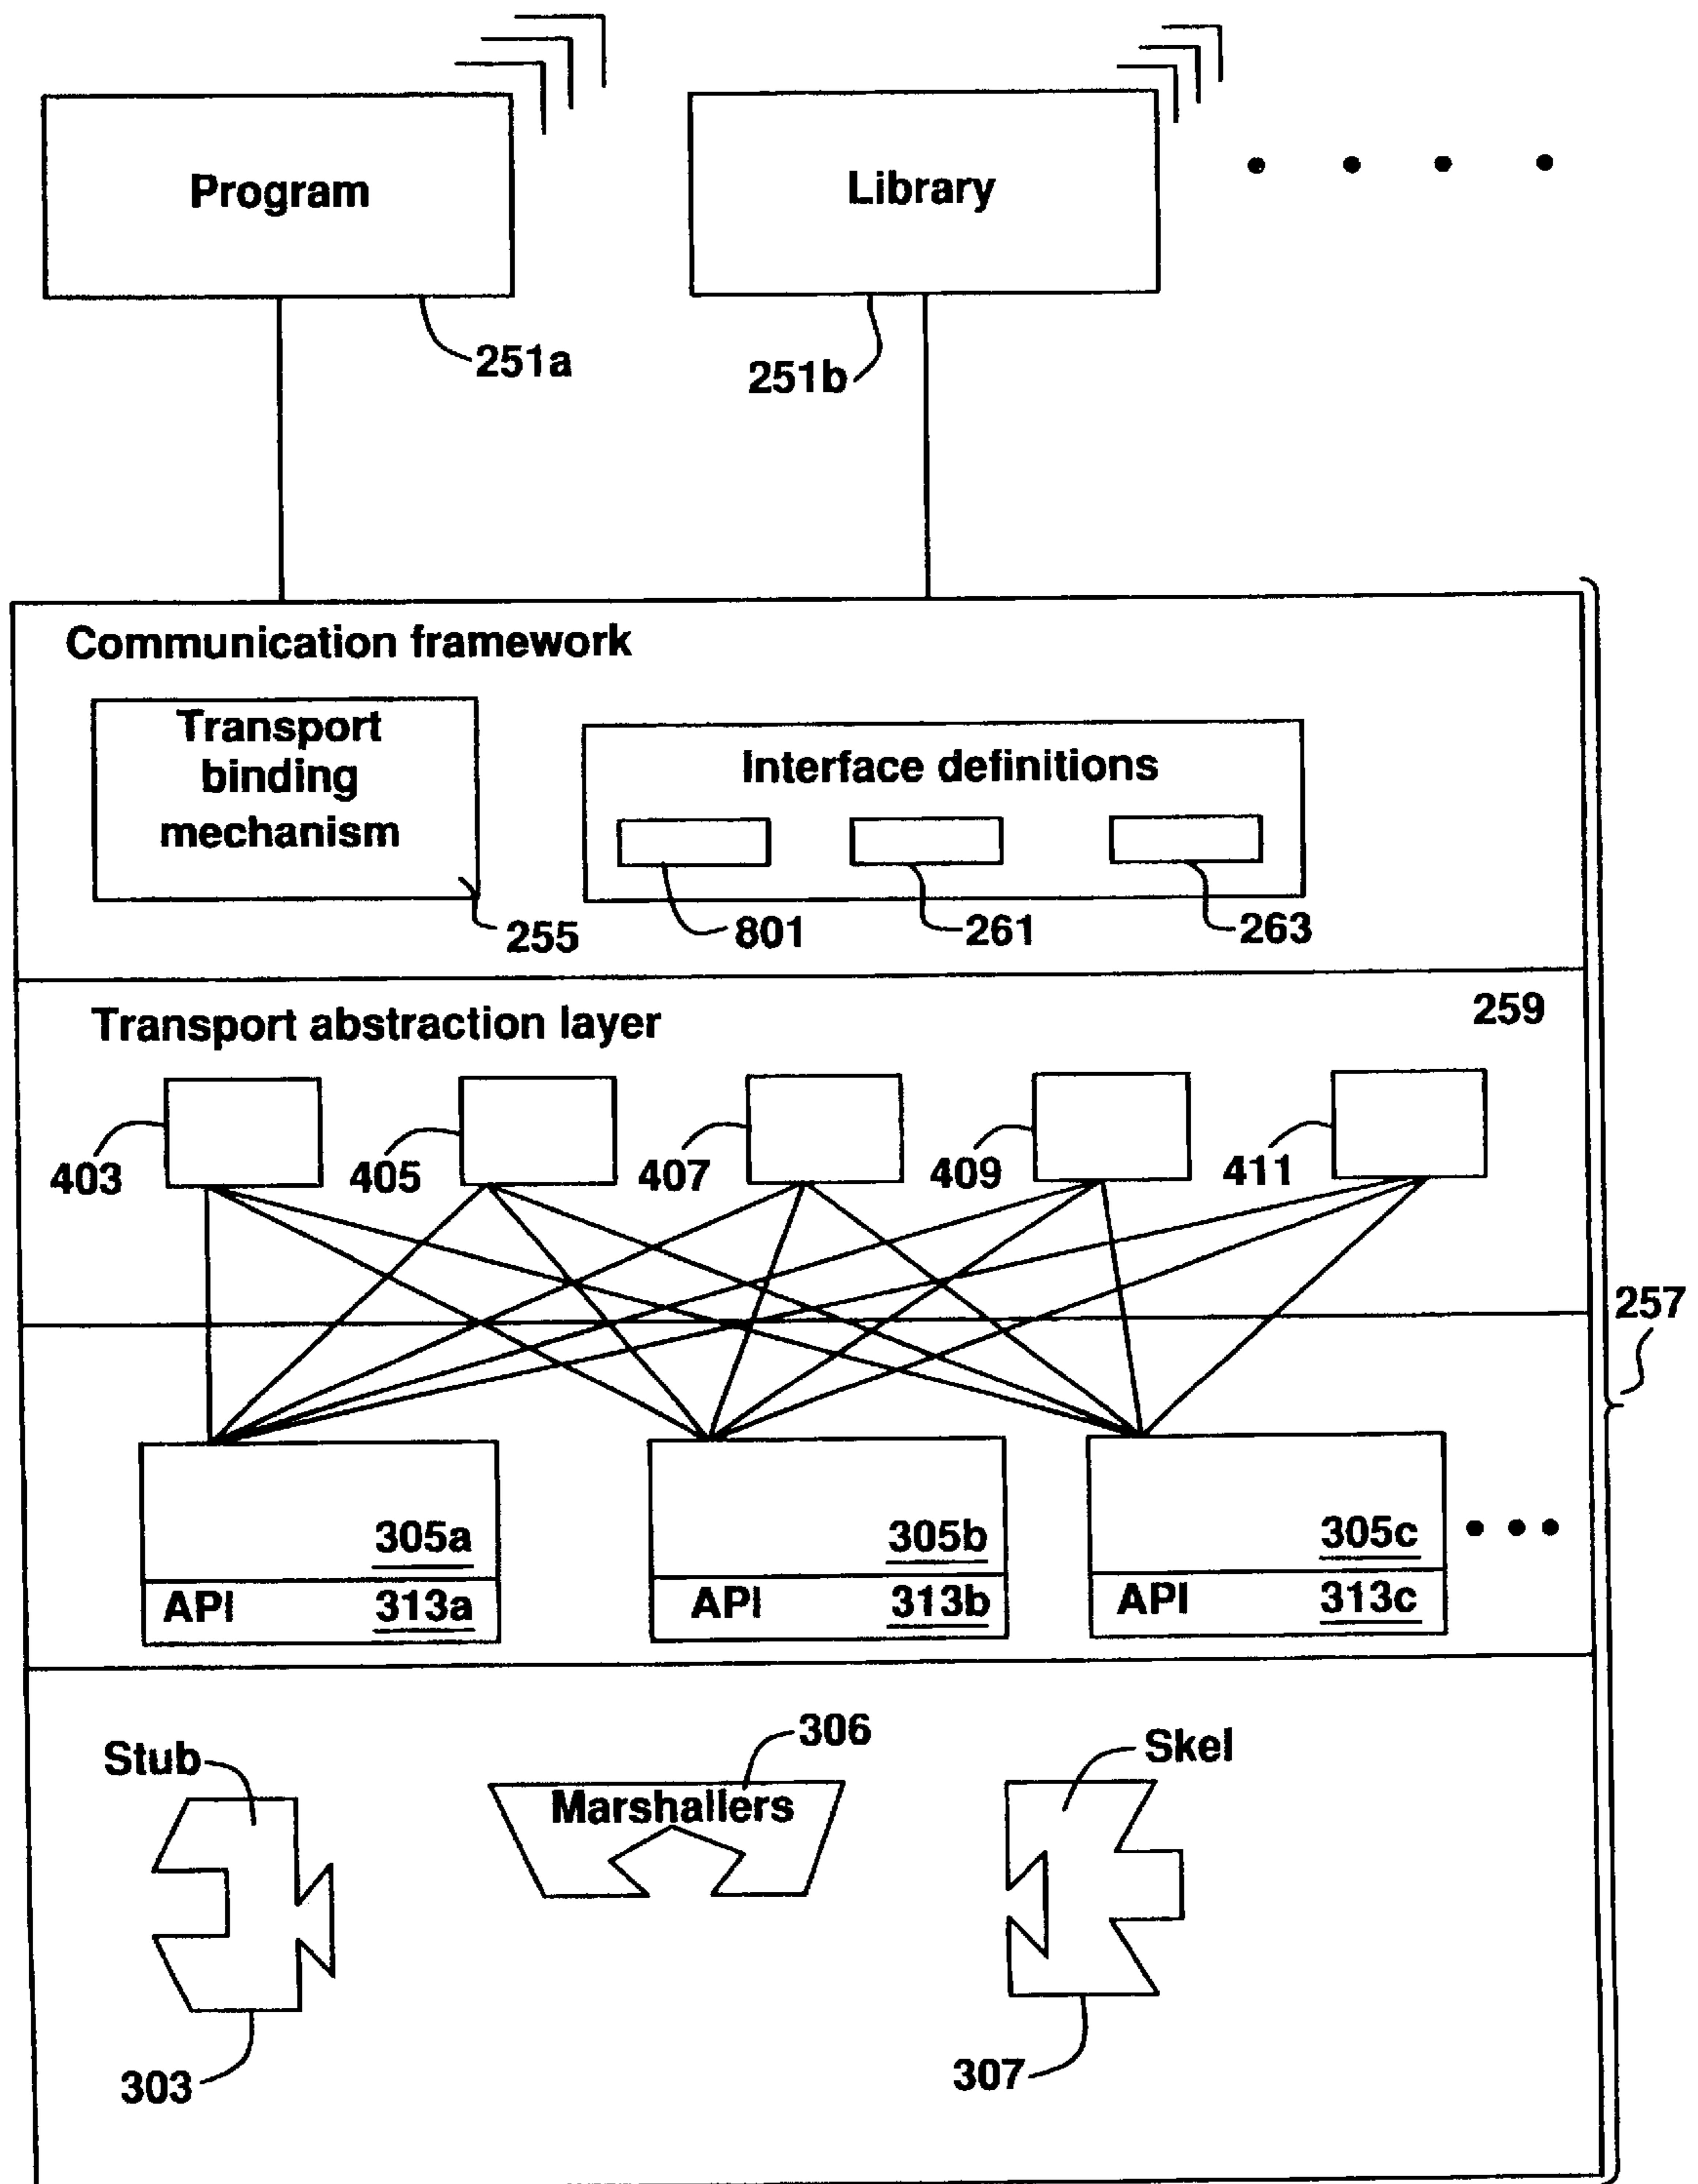 Program
Library
251a
251b
Communication framework
Transport
binding
mechanism
Interface definitions
255
801
261
263
Transport abstraction layer
259
403
405
407
409
411
257
305a
305b
305c
API 313a
API 313b
API 313c
Stub
306
Skel
Marshallers
303
307